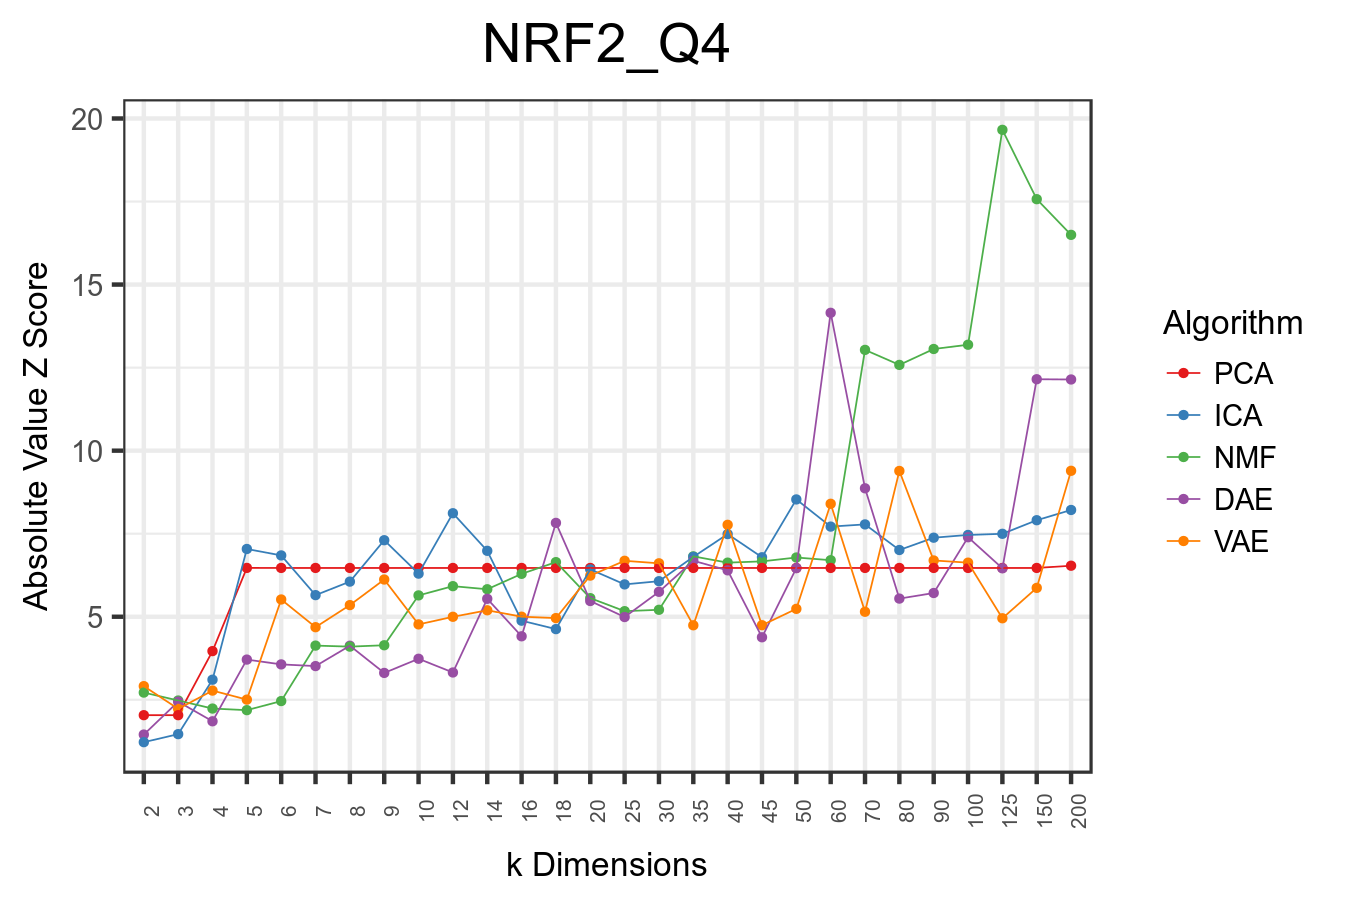 NRF2_Q4
Absolute Value Z Score
20
15
10
5
2 3 4 5 6 7 8 9 10 12 14 16 18 20 25 30 35 40 45 50 60 70 80 90 100 125 150 200
k Dimensions
Algorithm
PCA
ICA
NMF
DAE
VAE